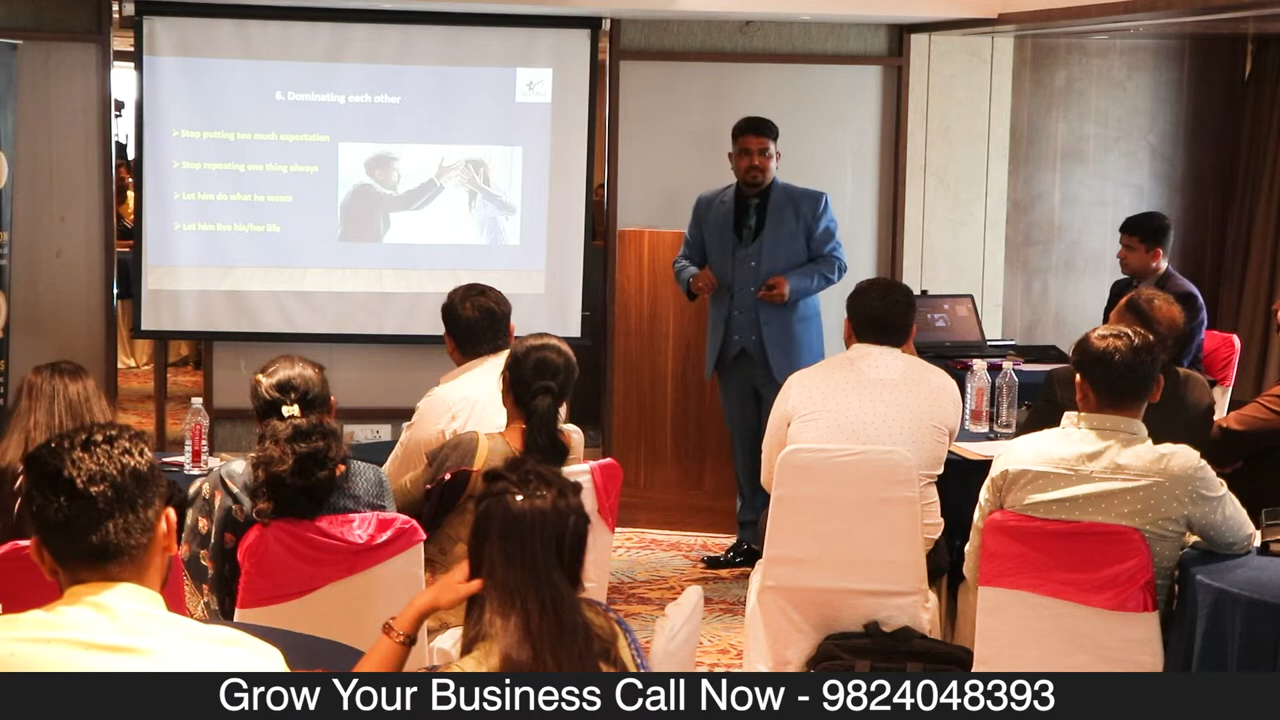 6. Dominating each other
➢ Stop putting too much expectation
➢ Stop repeating one thing always
➢ Let him do what he wants
➢ Let him live his/her life
ON
Grow Your Business Call Now - 9824048393